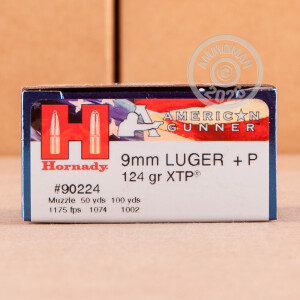 H
Hornady®
AMERICAN
GUNNER
9mm LUGER + P
124 gr XTP®
#90224
Muzzle 50 yds 100 yds
1175 fps 1074 1002